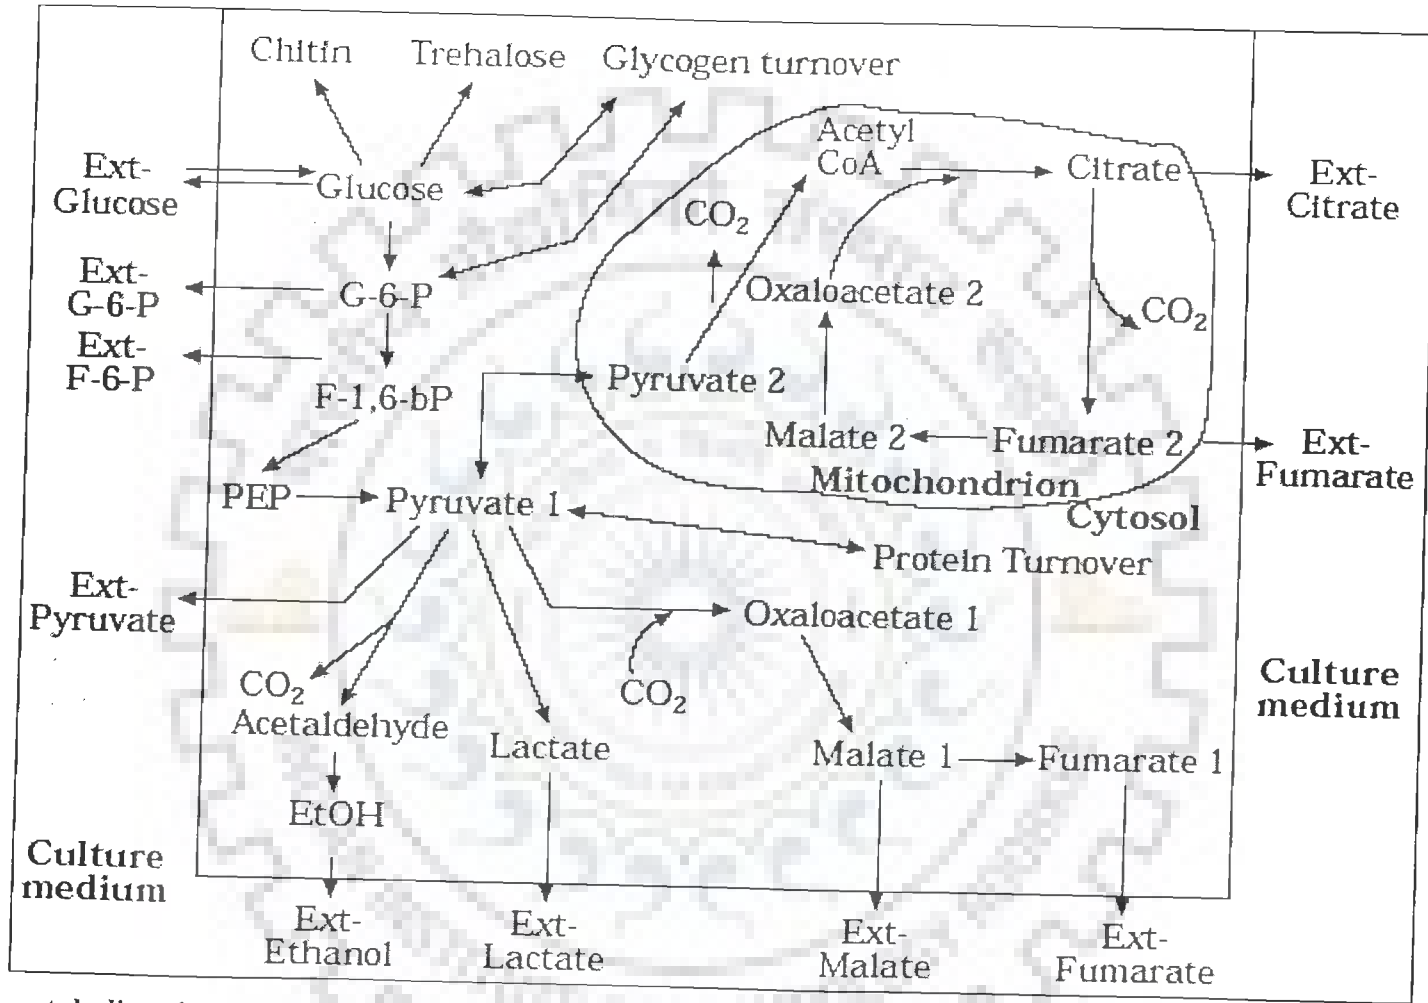 Chitin Trehalose Glycogen turnover
Acetyl
CoA
Citrate
Ext-
Citrate
Ext-
Glucose
Glucose
CO₂
Ext-
G-6-P
G-6-P
Oxaloacetate 2
CO₂
Ext-
F-6-P
F-1,6-bP
Pyruvate 2
Malate 2
Fumarate 2
Ext-
Fumarate
Mitochondrion
Cytosol
PEP
Pyruvate 1
Protein Turnover
Ext-
Pyruvate
Oxaloacetate 1
CO₂
CO₂
Acetaldehyde
Lactate
Malate 1
Fumarate 1
Culture
medium
EtOH
Culture
medium
Ext-
Ethanol
Ext-
Lactate
Ext-
Malate
Ext-
Fumarate